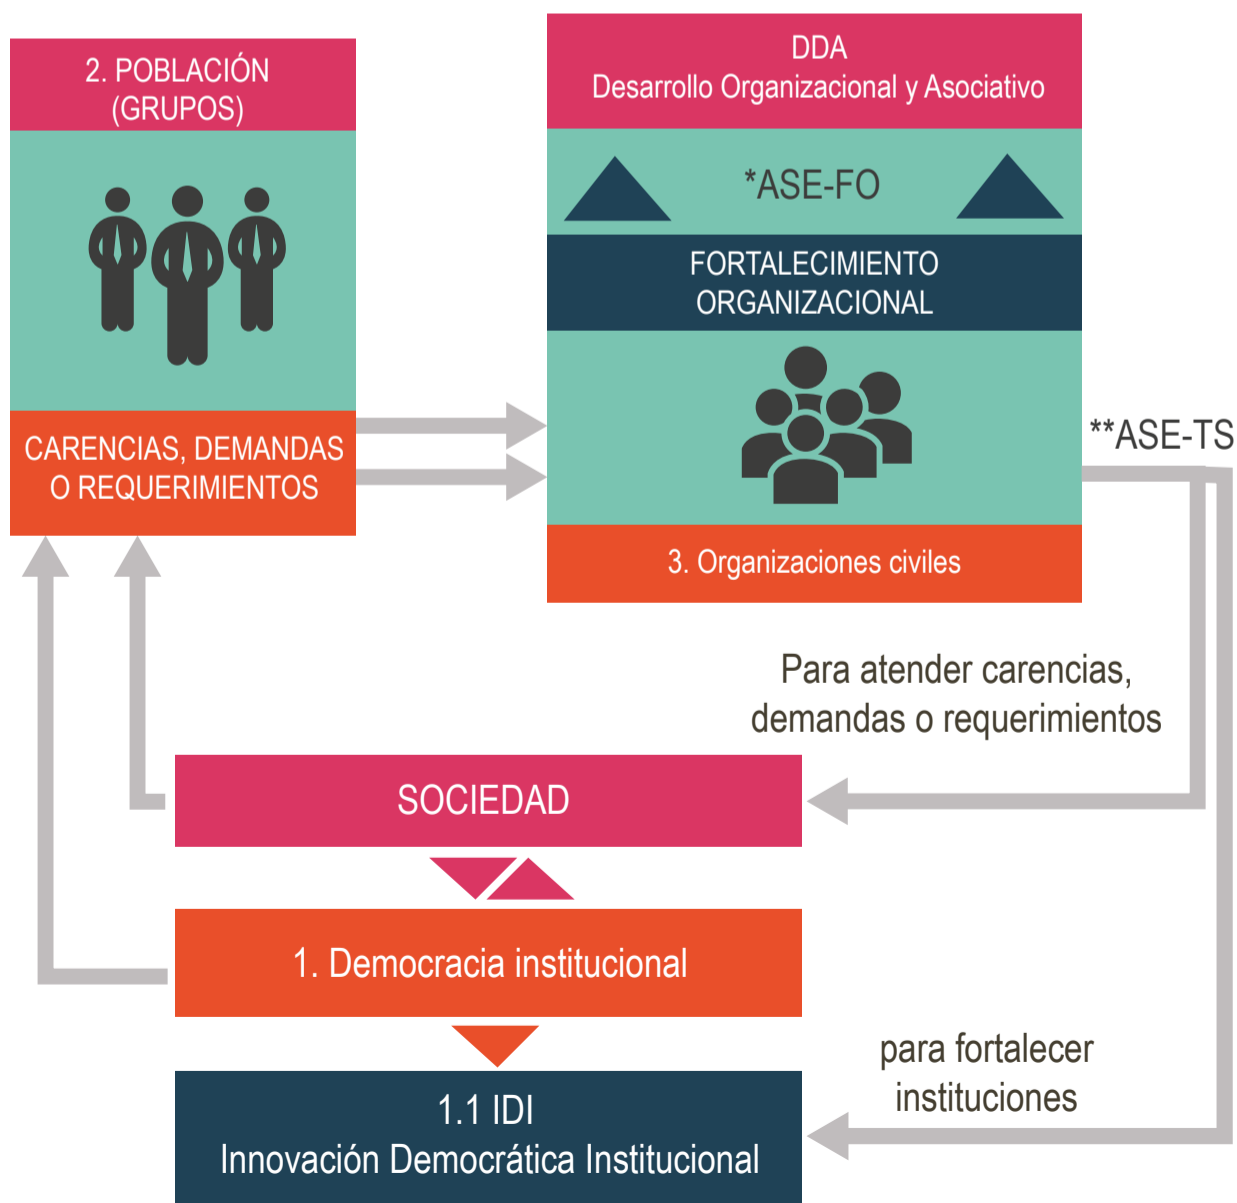 2. POBLACIÓN
(GRUPOS)
CARENCIAS, DEMANDAS
O REQUERIMIENTOS
DDA
Desarrollo Organizacional y Asociativo
*ASE-FO
FORTALECIMIENTO
ORGANIZACIONAL
3. Organizaciones civiles
**ASE-TS
Para atender carencias,
demandas o requerimientos
SOCIEDAD
1. Democracia institucional
para fortalecer
instituciones
1.1 IDI
Innovación Democrática Institucional